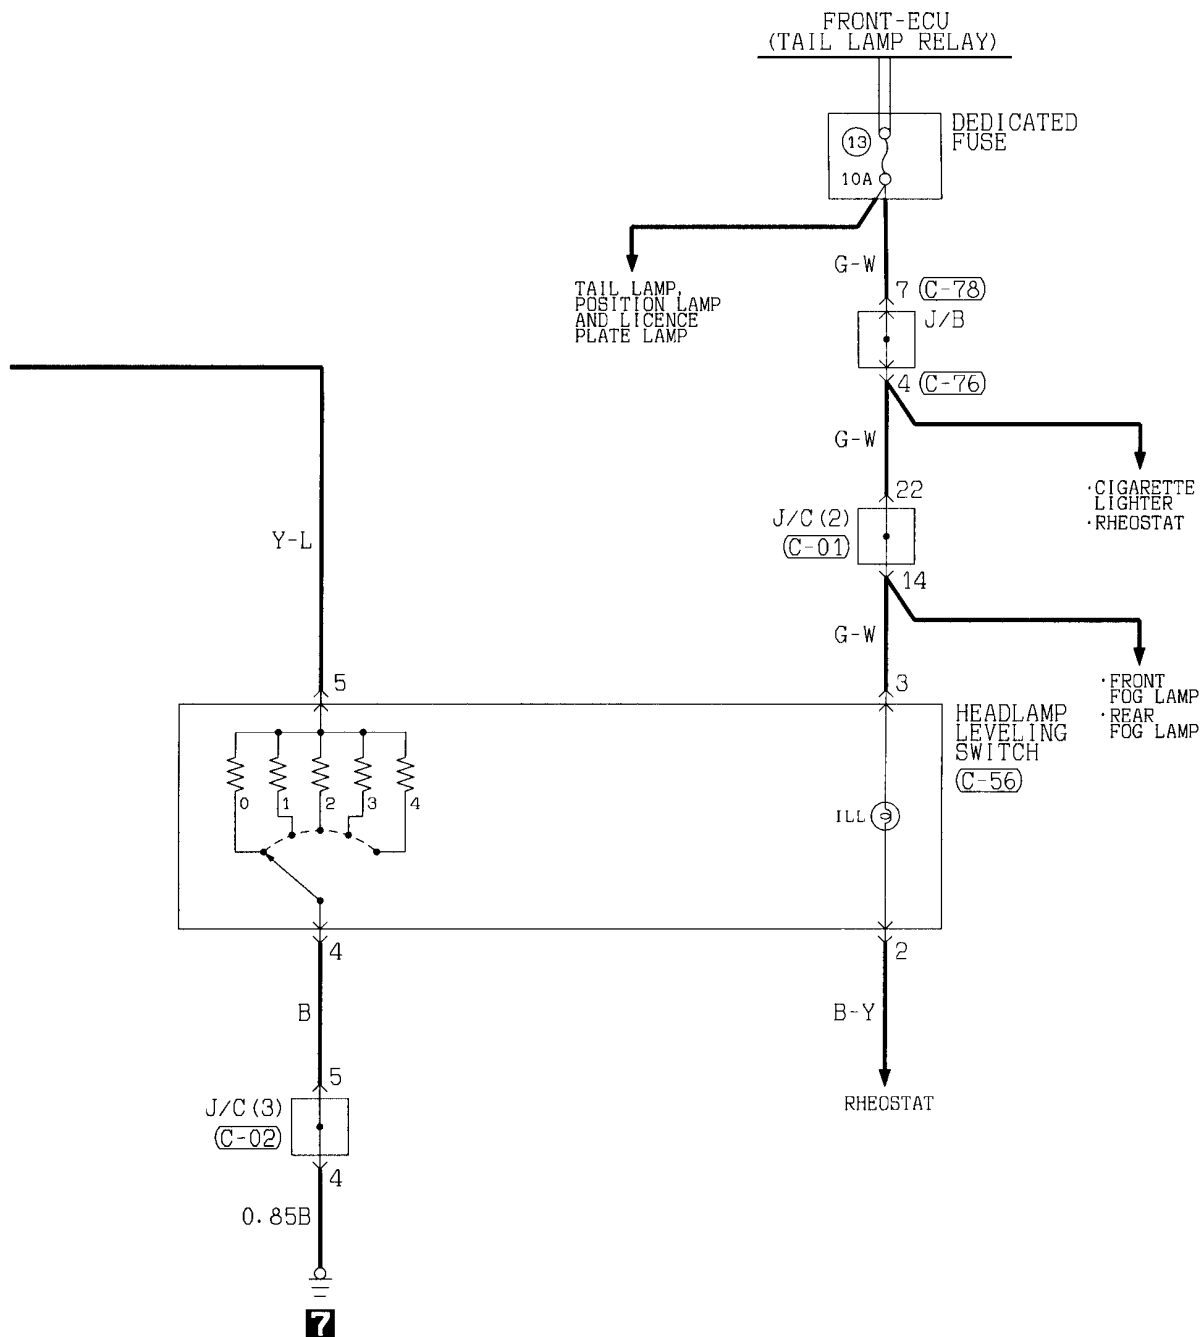 FRONT-ECU
(TAIL LAMP RELAY)
DEDICATED
FUSE
13
10A
G-W
TAIL LAMP,
POSITION LAMP
AND LICENCE
PLATE LAMP
7 (C-78)
J/B
4 (C-76)
G-W
·CIGARETTE
LIGHTER
·RHEOSTAT
22
J/C(2)
(C-01)
14
Y-L
G-W
·FRONT
FOG LAMP
·REAR
FOG LAMP
5
3
HEADLAMP
LEVELING
SWITCH
(C-56)
0 1 2 3 4
ILL
4
2
B
B-Y
5
RHEOSTAT
J/C(3)
(C-02)
4
0.85B
7